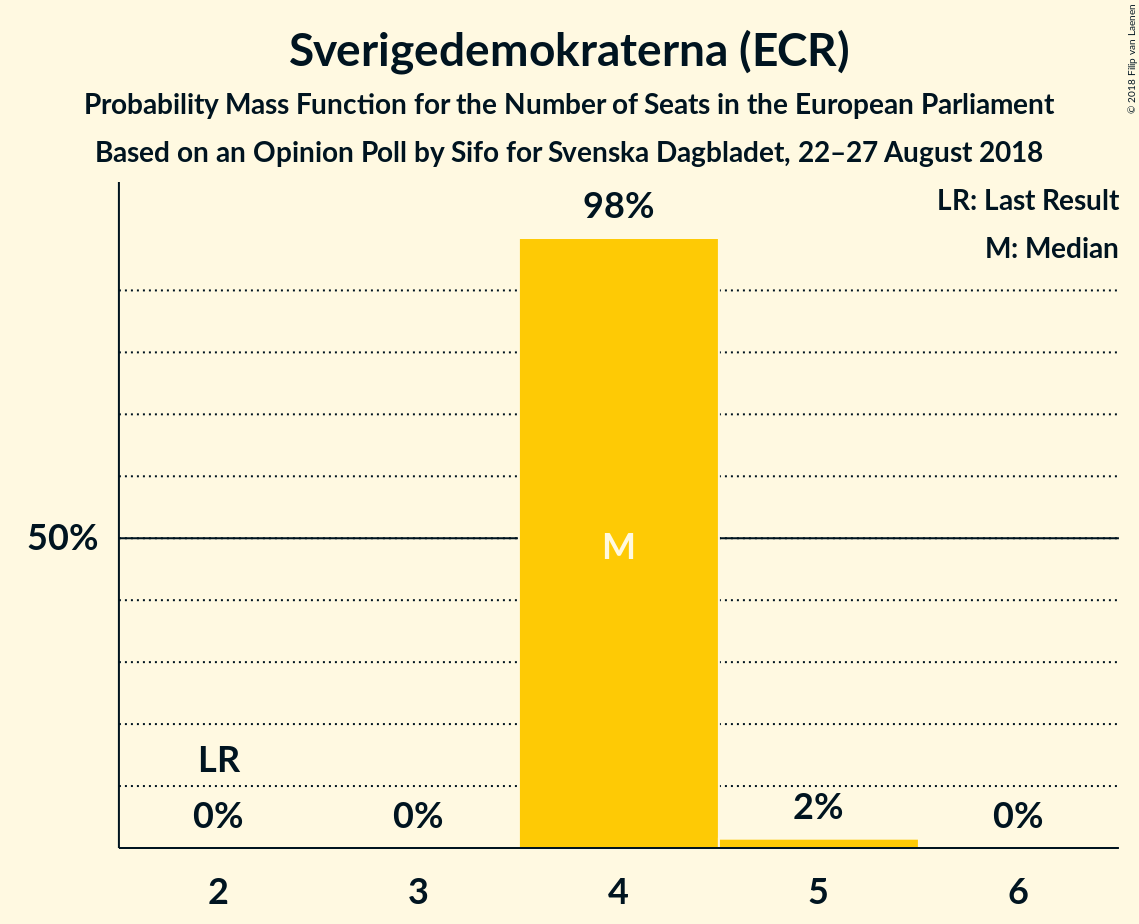 Sverigedemokraterna (ECR)
Probability Mass Function for the Number of Seats in the European Parliament
Based on an Opinion Poll by Sifo for Svenska Dagbladet, 22–27 August 2018
© 2018 Filip van Laenen
LR: Last Result
M: Median
98%
50%
M
LR
0%
0%
2%
0%
2
3
4
5
6